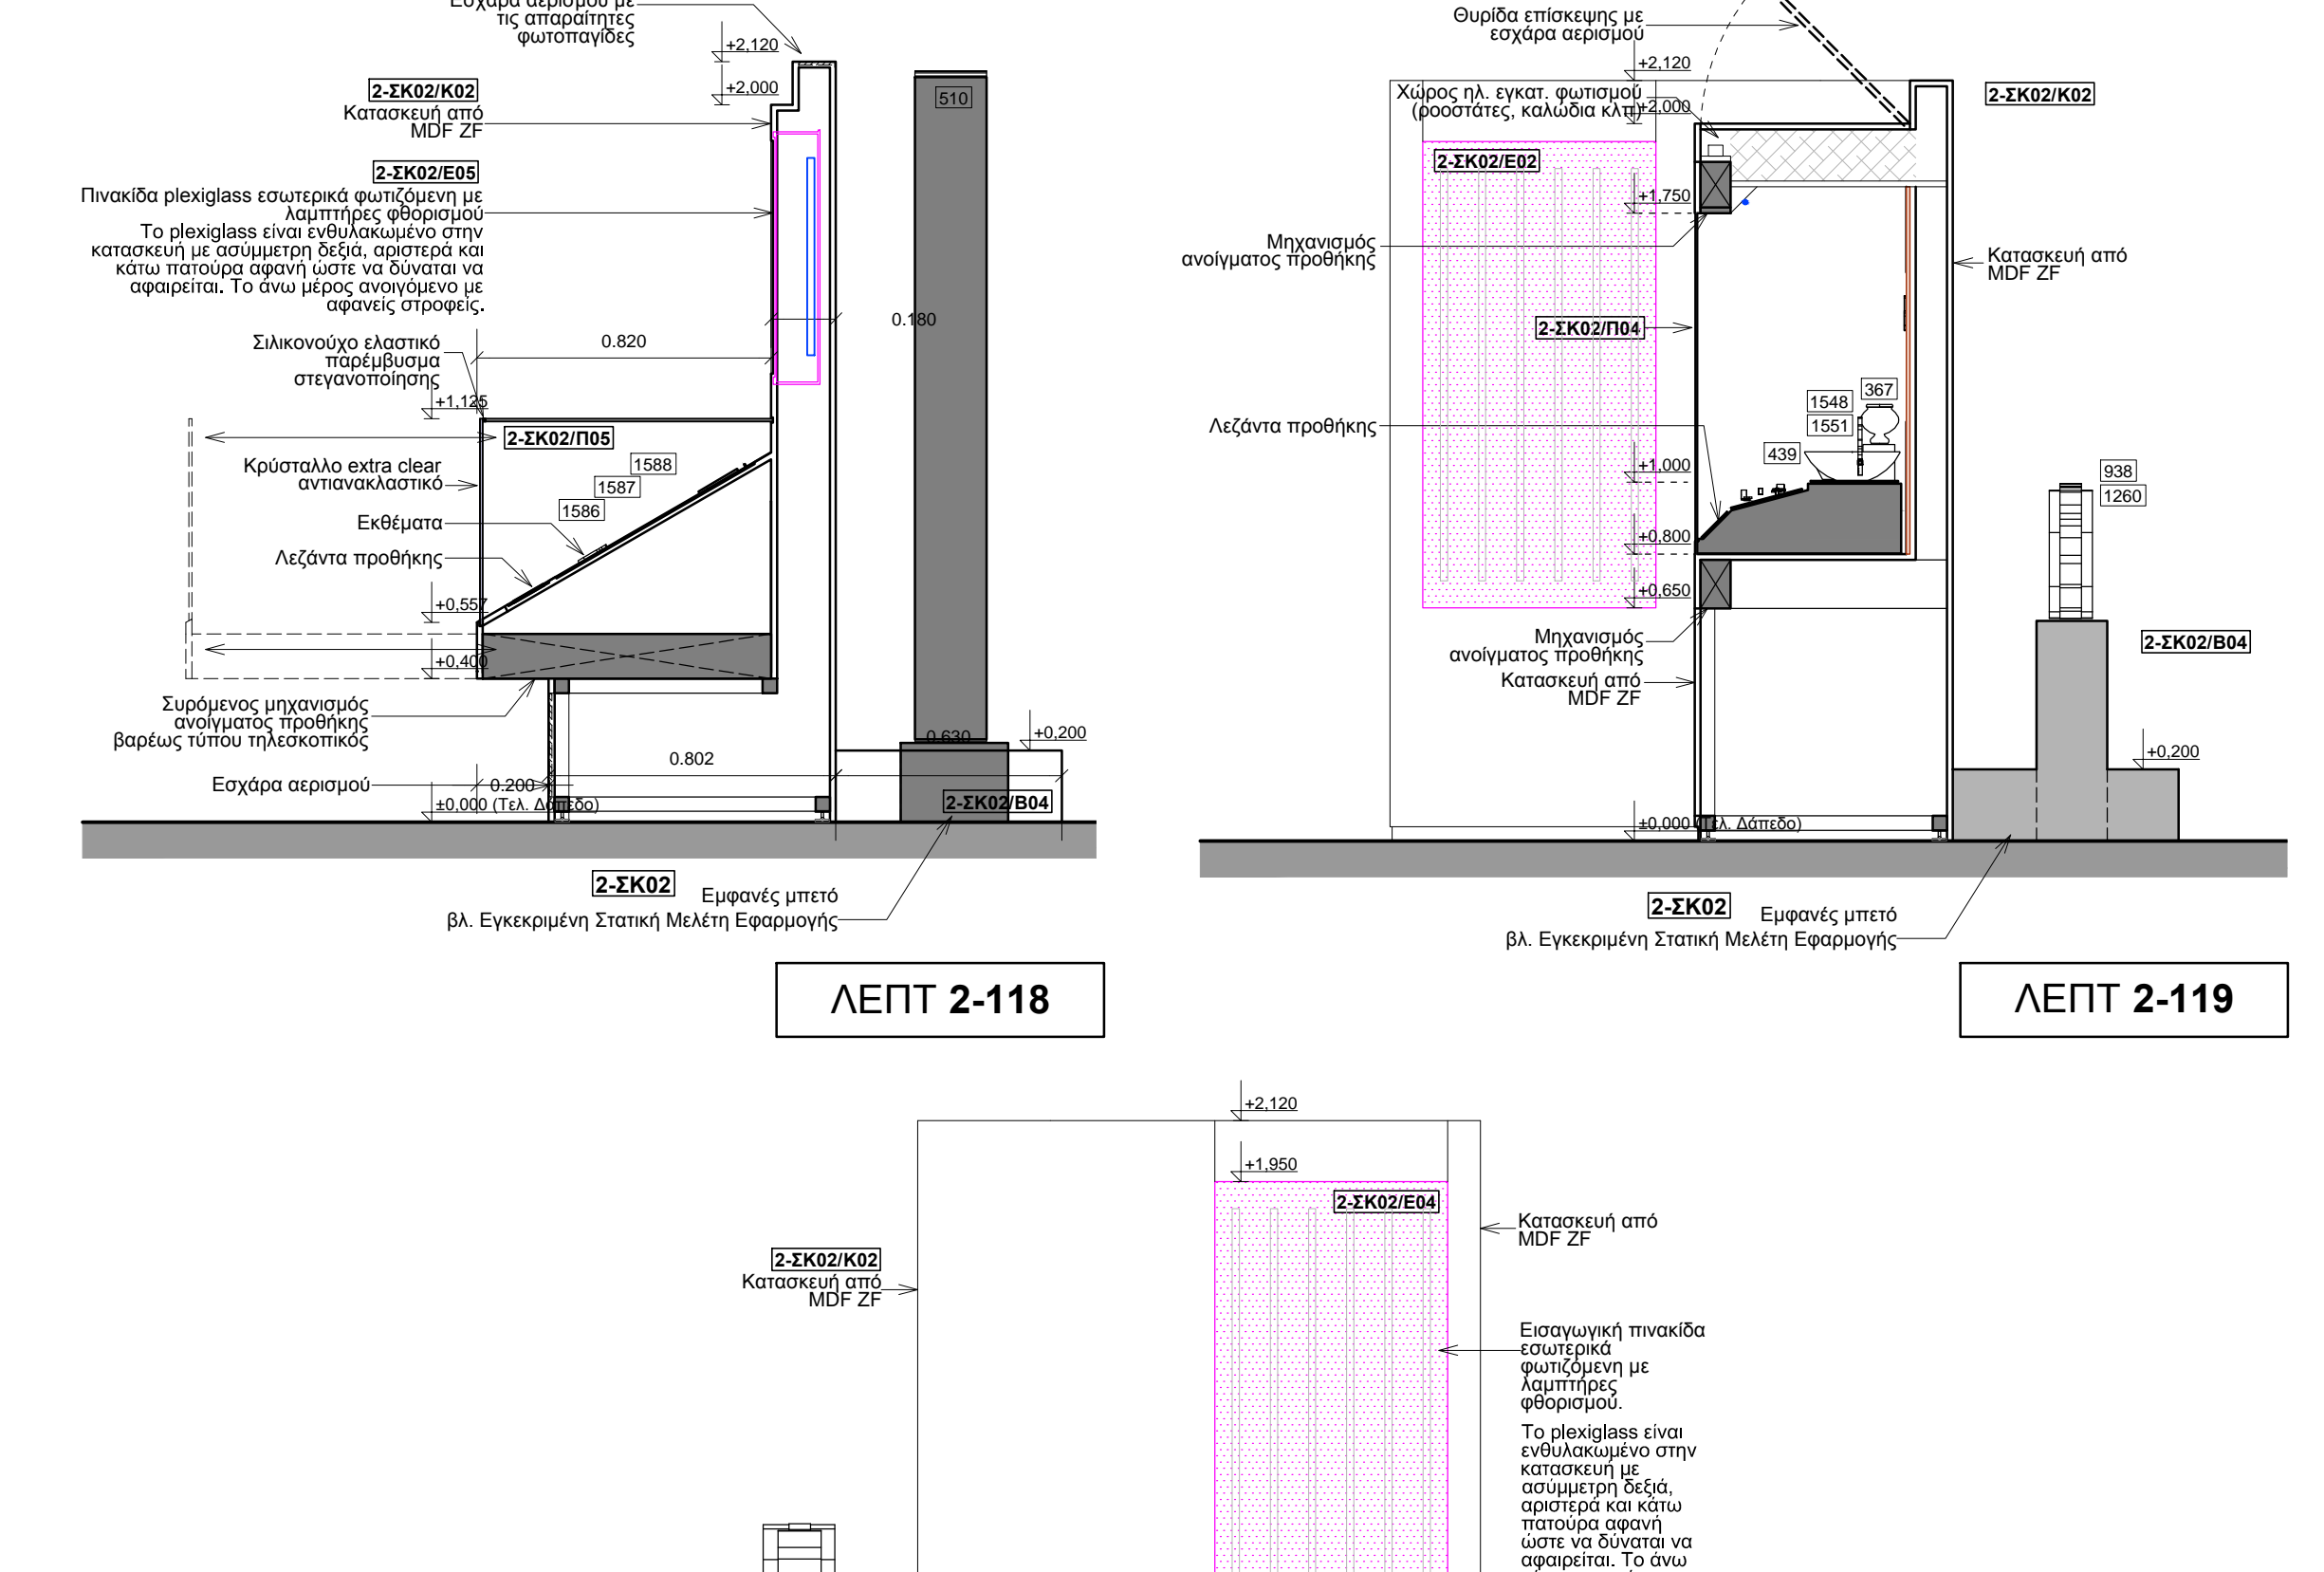 Εσχάρα αερισμού με
τις απαραίτητες
φωτοπαγίδες
+2,120
+2,000
2-ΣΚ02/Κ02
Κατασκευή από
MDF ZF
2-ΣΚ02/Ε05
Πινακίδα plexiglass εσωτερικά φωτιζόμενη με
λαμπτήρες φθορισμού
Το plexiglass είναι ενθυλακωμένο στην
κατασκευή με ασύμμετρη δεξιά, αριστερά και
κάτω πατούρα αφανή ώστε να δύναται να
αφαιρείται. Το άνω μέρος ανοιγόμενο με
αφανείς στροφείς.
510
0.180
0.820
Σιλικονούχο ελαστικό
παρέμβυσμα
στεγανοποίησης
+1,125
2-ΣΚ02/Π05
Κρύσταλλο extra clear
αντιανακλαστικό
1588
1587
1586
Εκθέματα
Λεζάντα προθήκης
+0,557
+0,400
Συρόμενος μηχανισμός
ανοίγματος προθήκης
βαρέως τύπου τηλεσκοπικός
0.630
+0,200
0.802
Εσχάρα αερισμού
0.200
±0,000 (Τελ. Δάπεδο)
2-ΣΚ02/Β04
2-ΣΚ02
Εμφανές μπετό
βλ. Εγκεκριμένη Στατική Μελέτη Εφαρμογής
ΛΕΠΤ 2-118
Θυρίδα επίσκεψης με
εσχάρα αερισμού
+2,120
Χώρος ηλ. εγκατ. φωτισμού
(ροοστάτες, καλώδια κλπ)
+2,000
2-ΣΚ02/Κ02
2-ΣΚ02/Ε02
+1,750
Μηχανισμός
ανοίγματος προθήκης
Κατασκευή από
MDF ZF
2-ΣΚ02/Π04
367
1548
1551
Λεζάντα προθήκης
439
+1,000
938
1260
+0,800
+0,650
Μηχανισμός
ανοίγματος προθήκης
2-ΣΚ02/Β04
Κατασκευή από
MDF ZF
+0,200
±0,000 (Τελ. Δάπεδο)
2-ΣΚ02
Εμφανές μπετό
βλ. Εγκεκριμένη Στατική Μελέτη Εφαρμογής
ΛΕΠΤ 2-119
+2,120
+1,950
2-ΣΚ02/Ε04
Κατασκευή από
MDF ZF
2-ΣΚ02/Κ02
Κατασκευή από
MDF ZF
Εισαγωγική πινακίδα
εσωτερικά
φωτιζόμενη με
λαμπτήρες
φθορισμού.
Το plexiglass είναι
ενθυλακωμένο στην
κατασκευή με
ασύμμετρη δεξιά,
αριστερά και κάτω
πατούρα αφανή
ώστε να δύναται να
αφαιρείται. Το άνω